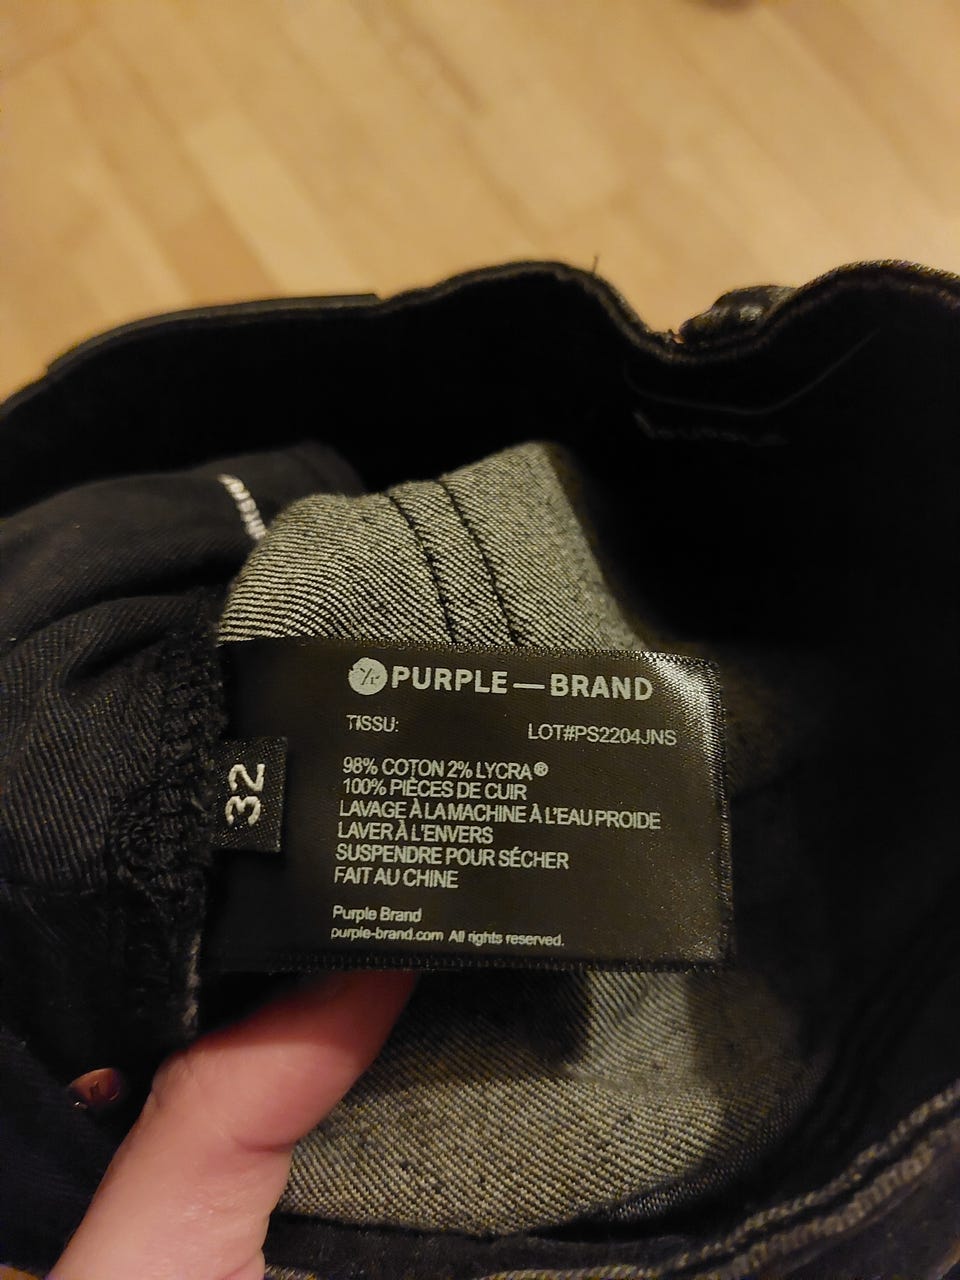 PURPLE — BRAND
TISSU:
LOT#PS2204JNS
98% COTON 2% LYCRA®
100% PIÈCES DE CUIR
LAVAGE À LA MACHINE À L'EAU PROIDE
LAVER À L'ENVERS
SUSPENDRE POUR SÉCHER
FAIT AU CHINE
Purple Brand
purple-brand.com All rights reserved.
32